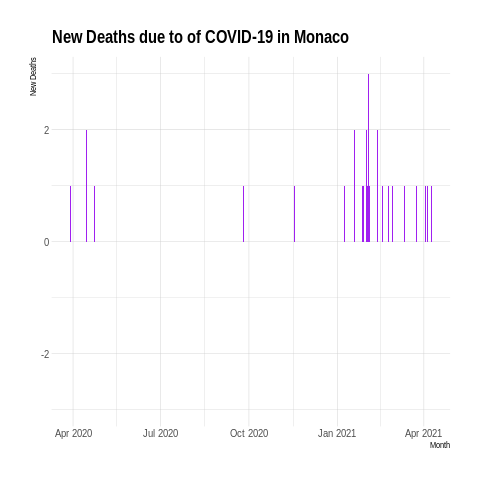 New Deaths due to of COVID-19 in Monaco
New Deaths
2
0
-2
Apr 2020 Jul 2020 Oct 2020 Jan 2021 Apr 2021
Month